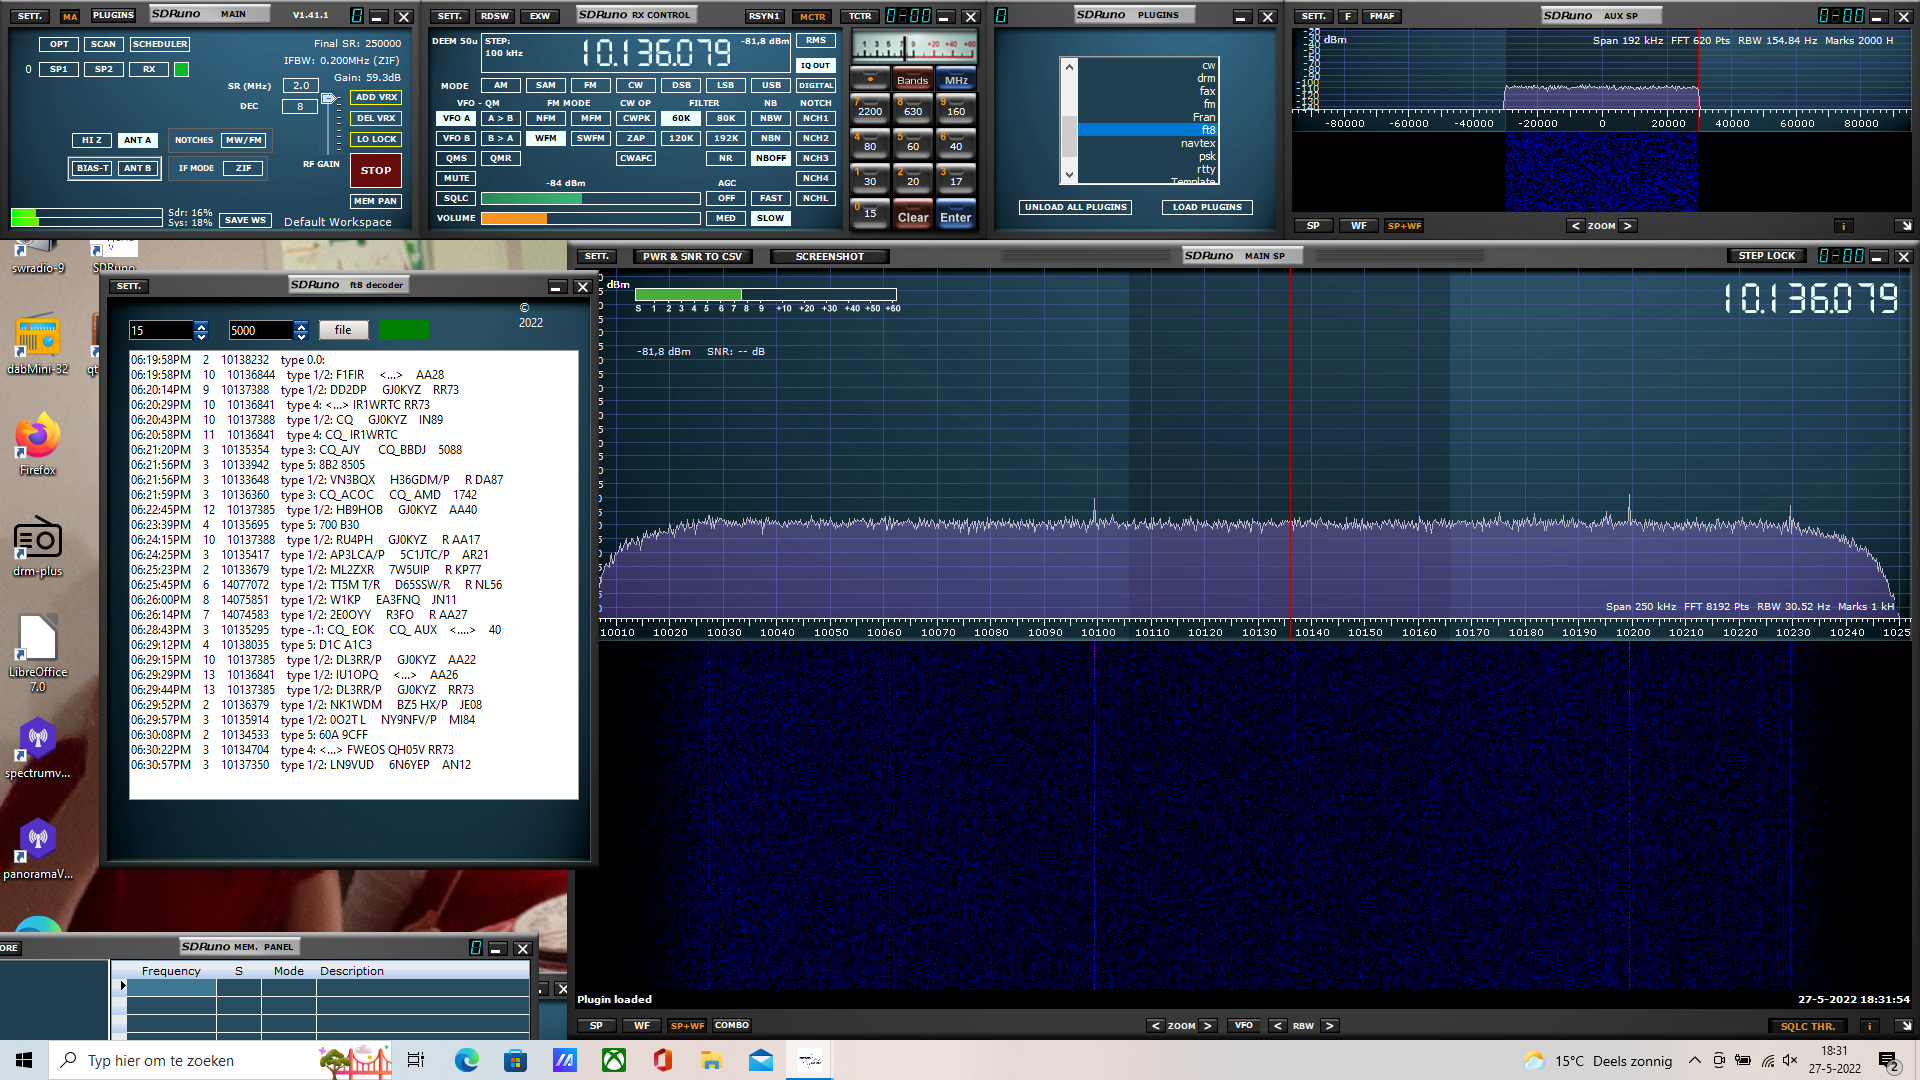 SETT. MA PLUGINS SDRuno MAIN V1.41.1 0
OPT SCAN SCHEDULER
0 SP1 SP2 RX
Final SR: 250000
IFBW: 0.200MHz (ZIF)
Gain: 59.3dB
SR (MHz) 2.0 ADD VRX
DEC 8 DEL VRX
HI Z ANT A NOTCHES MW/FM LO LOCK
BIAS-T ANT B IF MODE ZIF RF GAIN STOP
MEM PAN
Sdr: 16%
Sys: 18% SAVE WS Default Workspace
SETT. RDSW EXW SDRuno RX CONTROL RSYN1 MCTR TCTR 0-00
DEEM 50u STEP:
100 kHz
10.136.079 -81,8 dBm RMS
IQ OUT
MODE AM SAM FM CW DSB LSB USB DIGITAL
VFO - QM FM MODE CW OP FILTER NB NOTCH
VFO A A > B NFM MFM CWPK 60K 80K NBW NCH1
VFO B B > A WFM SWFM ZAP 120K 192K NBN NCH2
QMS QMR CWAFC NR NBOFF NCH3
MUTE -84 dBm AGC NCH4
SQLC OFF FAST NCHL
VOLUME MED SLOW
1 3 5 7 9 +20 +40 +60
Bands MHz
7 2200 8 630 9 160
4 80 5 60 6 40
1 30 2 20 3 17
0 15 Clear Enter
0 SDRuno PLUGINS
cw
drm
fax
fm
Fran
ft8
navtex
psk
rtty
Template
UNLOAD ALL PLUGINS LOAD PLUGINS
SETT. F FMAF SDRuno AUX SP 0-00
dBm Span 192 kHz FFT 620 Pts RBW 154.84 Hz Marks 2000 H
-80000 -60000 -40000 -20000 0 20000 40000 60000 80000
SP WF SP+WF < ZOOM > i
swradio-9
SDRuno
dabMini-32
Firefox
drm-plus
LibreOffice
7.0
spectrumv...
panoramaV...
SETT. SDRuno ft8 decoder
15 5000 file
©
2022
06:19:58PM 2 10138232 type 0.0:
06:19:58PM 10 10136844 type 1/2: F1FIR <...> AA28
06:20:14PM 9 10137388 type 1/2: DD2DP GJ0KYZ RR73
06:20:29PM 10 10136841 type 4: <...> IR1WRTC RR73
06:20:43PM 10 10137388 type 1/2: CQ GJ0KYZ IN89
06:20:58PM 11 10136841 type 4: CQ_ IR1WRTC
06:21:20PM 3 10135354 type 3: CQ_AJY CQ_BBDJ 5088
06:21:56PM 3 10133942 type 5: 8B2 8505
06:21:56PM 3 10133648 type 1/2: VN3BQX H36GDM/P R DA87
06:21:59PM 3 10136360 type 3: CQ_ACOC CQ_ AMD 1742
06:22:45PM 12 10137385 type 1/2: HB9HOB GJ0KYZ AA40
06:23:39PM 4 10135695 type 5: 700 B30
06:24:15PM 10 10137388 type 1/2: RU4PH GJ0KYZ R AA17
06:24:25PM 3 10135417 type 1/2: AP3LCA/P 5C1JTC/P AR21
06:25:23PM 2 10133679 type 1/2: ML2ZXR 7W5UIP R KP77
06:25:45PM 6 14077072 type 1/2: TT5M T/R D65SSW/R R NL56
06:26:00PM 8 14075851 type 1/2: W1KP EA3FNQ JN11
06:26:14PM 7 14074583 type 1/2: 2E0OYY R3FO R AA27
06:28:43PM 3 10135295 type -.1: CQ_ EOK CQ_ AUX <....> 40
06:29:12PM 4 10138035 type 5: D1C A1C3
06:29:15PM 10 10137385 type 1/2: DL3RR/P GJ0KYZ AA22
06:29:29PM 13 10136841 type 1/2: IU1OPQ <...> AA26
06:29:44PM 13 10137385 type 1/2: DL3RR/P GJ0KYZ RR73
06:29:52PM 2 10136379 type 1/2: NK1WDM BZ5 HX/P JE08
06:29:57PM 3 10135914 type 1/2: 0O2T L NY9NFV/P MI84
06:30:08PM 2 10134533 type 5: 60A 9CFF
06:30:22PM 3 10134704 type 4: <...> FWEOS QH05V RR73
06:30:57PM 3 10137350 type 1/2: LN9VUD 6N6YEP AN12
SETT. PWR & SNR TO CSV SCREENSHOT SDRuno MAIN SP STEP LOCK 0-00
dBm
S 1 2 3 4 5 6 7 8 9 +10 +20 +30 +40 +50 +60
10.136.079
-81,8 dBm SNR: -- dB
Span 250 kHz FFT 8192 Pts RBW 30.52 Hz Marks 1 kH
10010 10020 10030 10040 10050 10060 10070 10080 10090 10100 10110 10120 10130 10140 10150 10160 10170 10180 10190 10200 10210 10220 10230 10240 1025
Plugin loaded 27-5-2022 18:31:54
SP WF SP+WF COMBO < ZOOM > VFO < RBW > SQLC THR. i
ORE SDRuno MEM. PANEL 0
Frequency S Mode Description
Typ hier om te zoeken
15°C Deels zonnig
18:31
27-5-2022
2